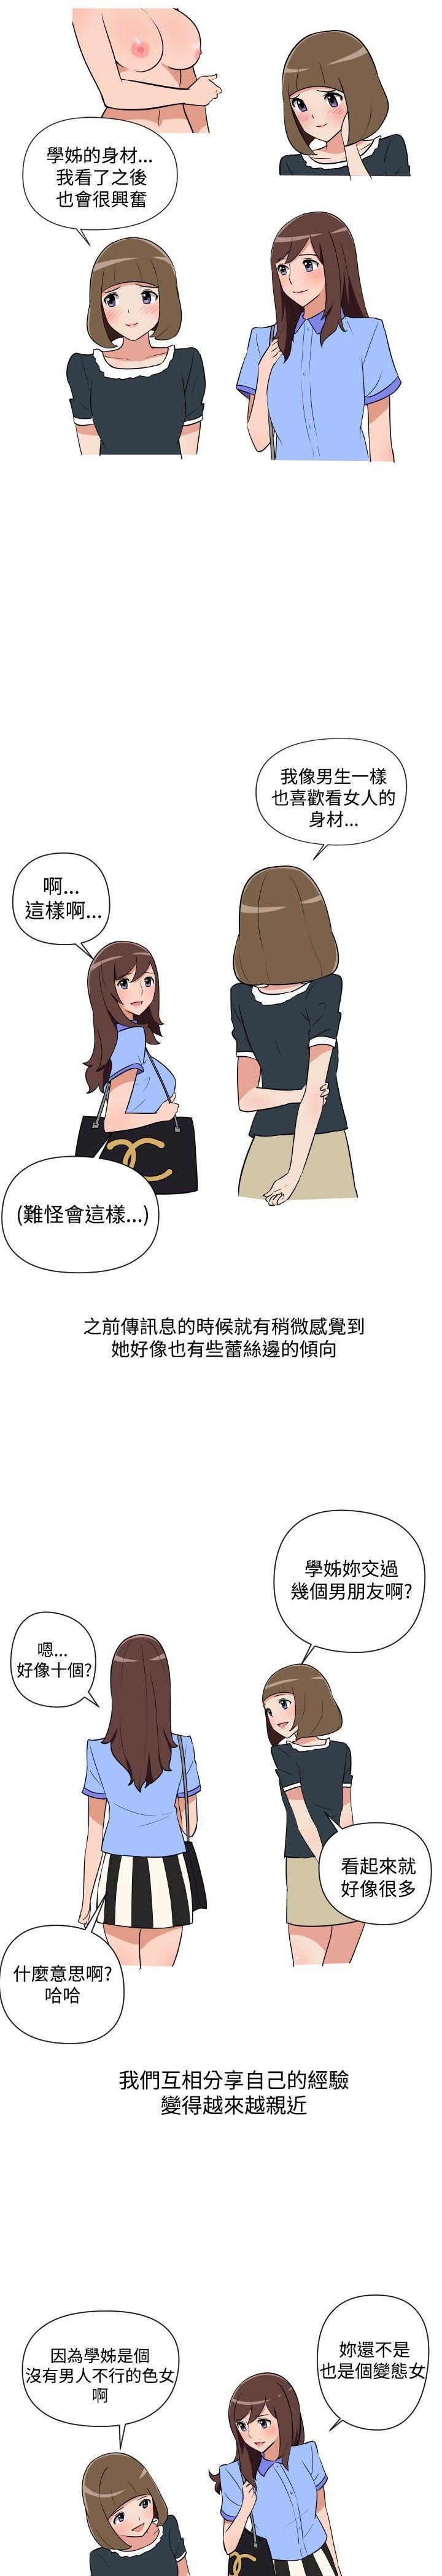 學姊的身材...
我看了之後
也會很興奮
我像男生一樣
也喜歡看女人的
身材...
啊...
這樣啊...
(難怪會這樣...)
之前傳訊息的時候就有稍微感覺到
她好像也有些蕾絲邊的傾向
學姊妳交過
幾個男朋友啊?
嗯...
好像十個?
看起來就
好像很多
什麼意思啊?
哈哈
我們互相分享自己的經驗
變得越來越親近
因為學姊是個
沒有男人不行的色女
啊
妳還不是
也是個變態女